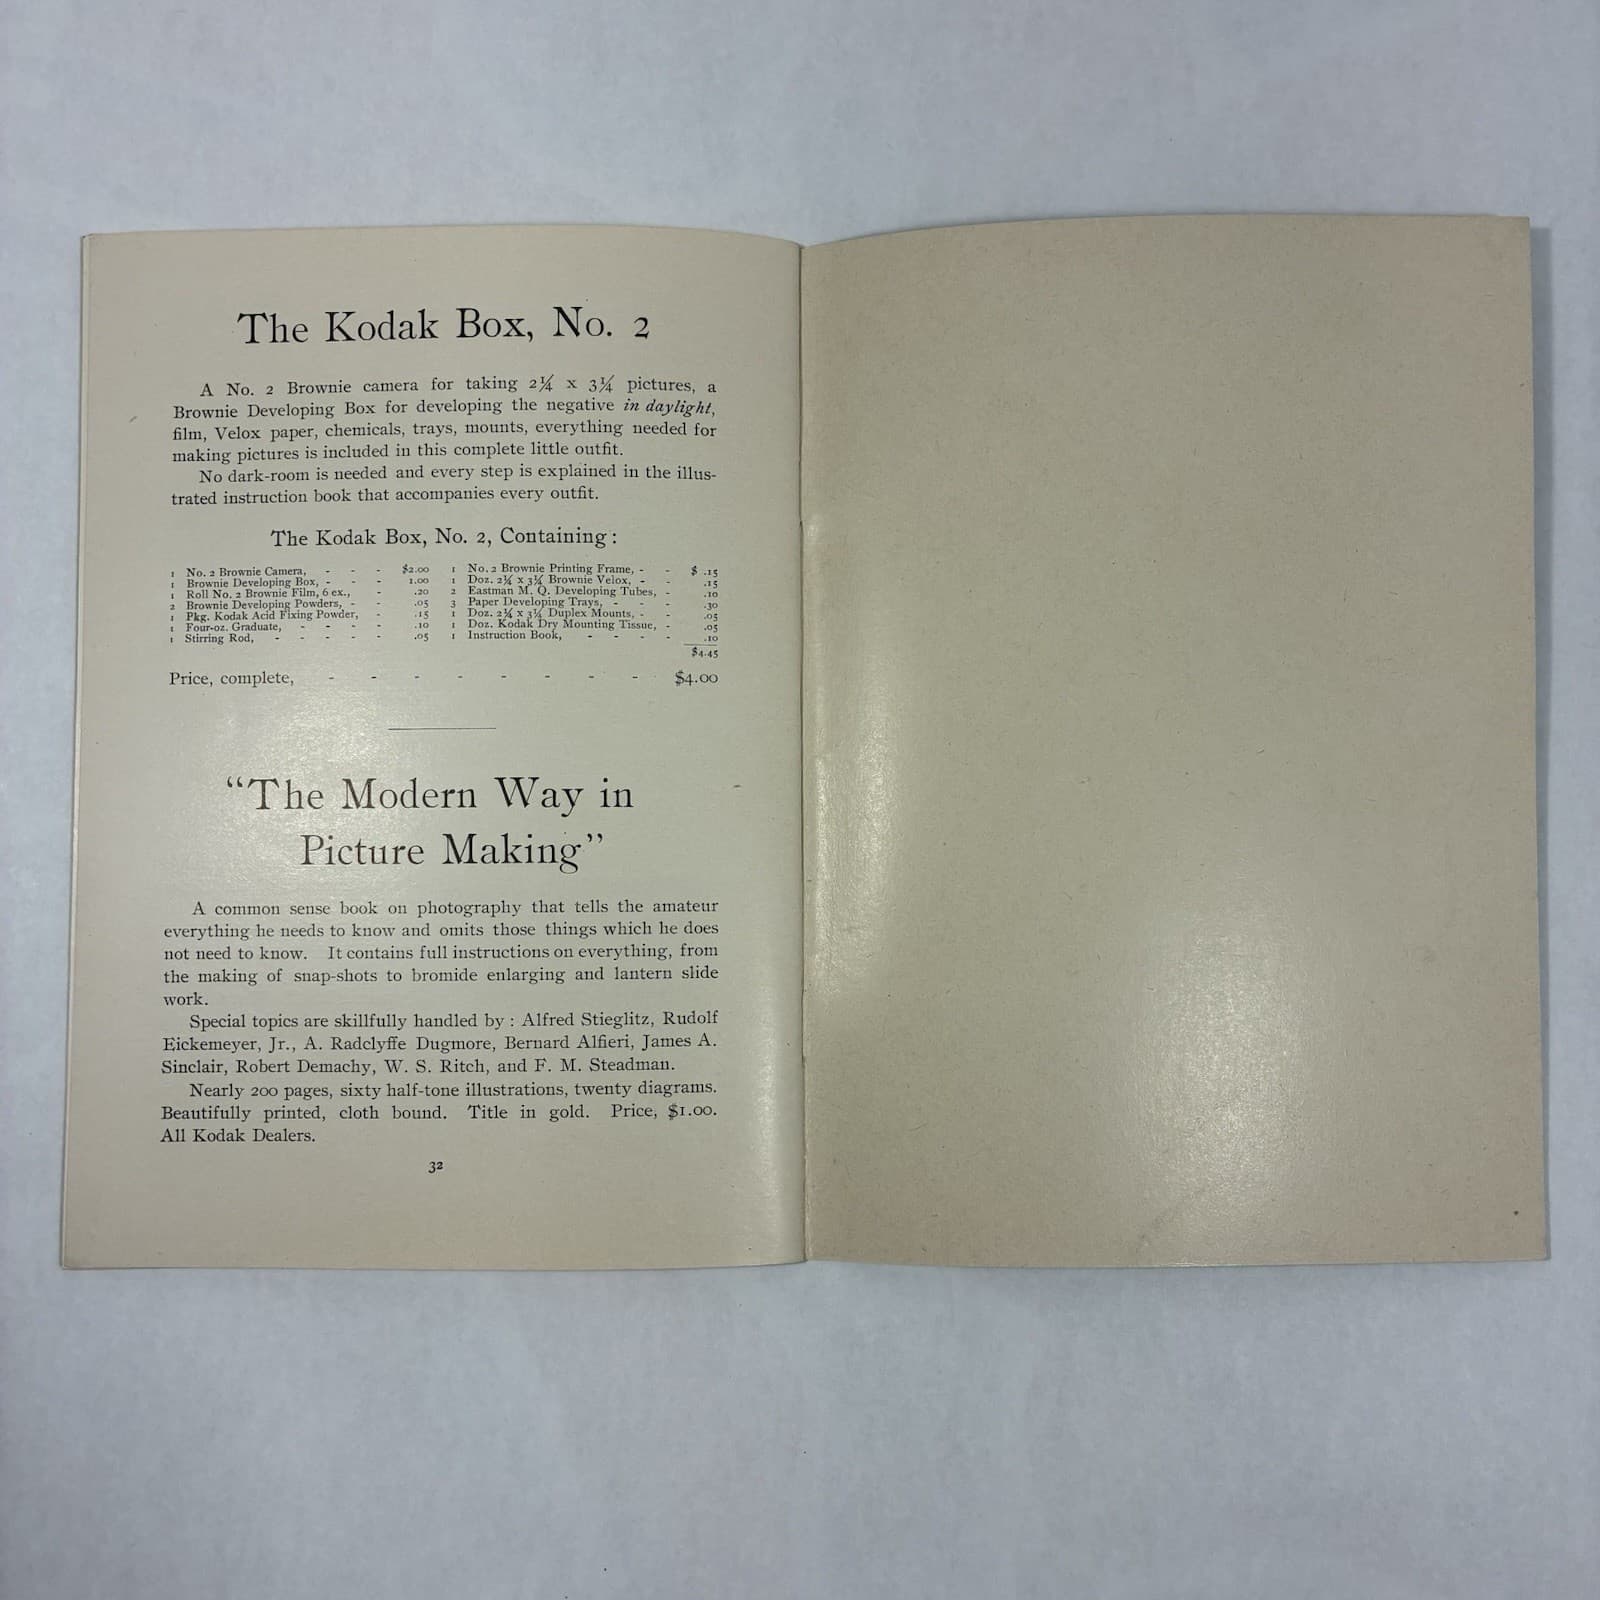 The Kodak Box, No. 2
A No. 2 Brownie camera for taking 2¼ x 3¼ pictures, a
Brownie Developing Box for developing the negative in daylight,
film, Velox paper, chemicals, trays, mounts, everything needed for
making pictures is included in this complete little outfit.
No dark-room is needed and every step is explained in the illus-
trated instruction book that accompanies every outfit.
The Kodak Box, No. 2, Containing:
1 No. 2 Brownie Camera, - - - $2.00
1 Brownie Developing Box, - - - 1.00
1 Roll No. 2 Brownie Film, 6 ex., - .20
2 Brownie Developing Powders, - - .05
1 Pkg. Kodak Acid Fixing Powder, - .15
1 Four-oz. Graduate, - - - - .10
1 Stirring Rod, - - - - - .05
1 No. 2 Brownie Printing Frame, - - $ .15
1 Doz. 2¼ x 3¼ Brownie Velox, - - .15
2 Eastman M. Q. Developing Tubes, - .10
3 Paper Developing Trays, - - - .30
1 Doz. 2¼ x 3¼ Duplex Mounts, - - .05
1 Doz. Kodak Dry Mounting Tissue, - .05
1 Instruction Book, - - - - .10
$4.45
Price, complete, - - - - - - - - $4.00
"The Modern Way in
Picture Making"
A common sense book on photography that tells the amateur
everything he needs to know and omits those things which he does
not need to know. It contains full instructions on everything, from
the making of snap-shots to bromide enlarging and lantern slide
work.
Special topics are skillfully handled by : Alfred Stieglitz, Rudolf
Eickemeyer, Jr., A. Radclyffe Dugmore, Bernard Alfieri, James A.
Sinclair, Robert Demachy, W. S. Ritch, and F. M. Steadman.
Nearly 200 pages, sixty half-tone illustrations, twenty diagrams.
Beautifully printed, cloth bound. Title in gold. Price, $1.00.
All Kodak Dealers.
32